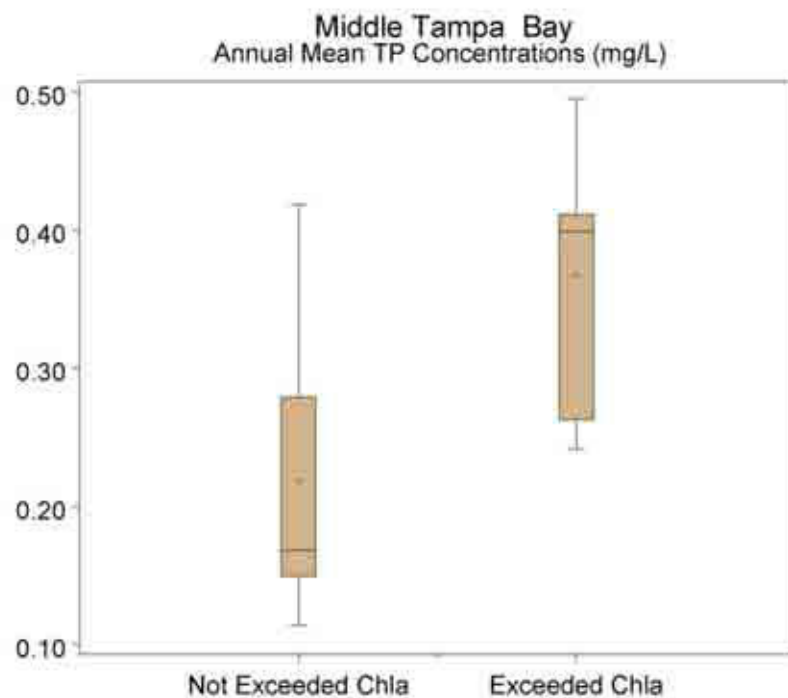 Middle Tampa Bay
Annual Mean TP Concentrations (mg/L)
0.50
0.40
0.30
0.20
0.10
Not Exceeded Chla
Exceeded Chla